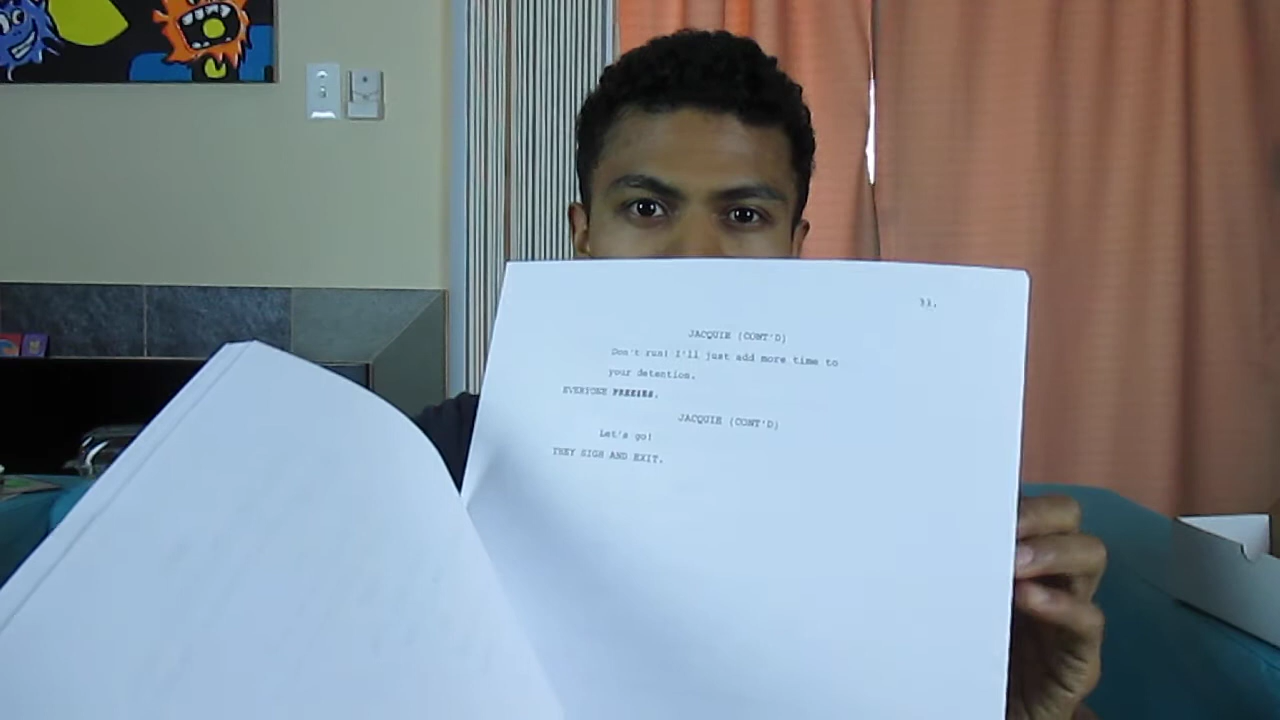 33.
JACQUIE (CONT'D)
Don't run! I'll just add more time to
your detention.
EVERYONE FREEZES.
JACQUIE (CONT'D)
Let's go!
THEY SIGH AND EXIT.